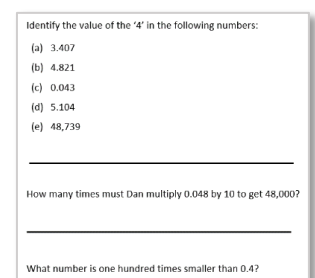 Identify the value of the ‘4’ in the following numbers:
(a) 3.407
(b) 4.821
(c) 0.043
(d) 5.104
(e) 48,739
How many times must Dan multiply 0.048 by 10 to get 48,000?
What number is one hundred times smaller than 0.4?